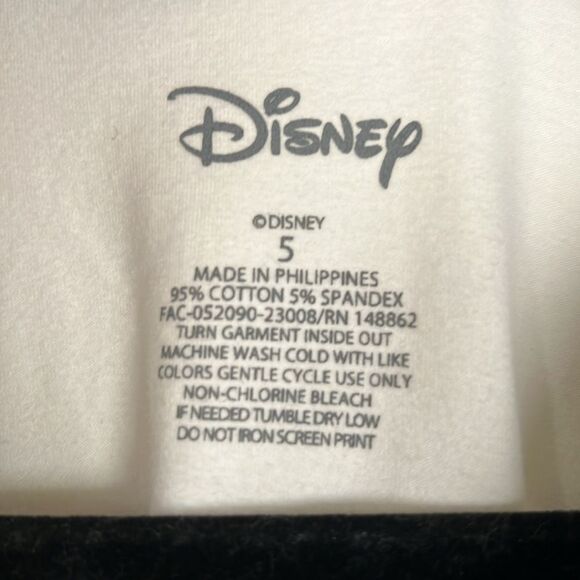 Disney
©DISNEY
5
MADE IN PHILIPPINES
95% COTTON 5% SPANDEX
FAC-052090-23008/RN 148862
TURN GARMENT INSIDE OUT
MACHINE WASH COLD WITH LIKE
COLORS GENTLE CYCLE USE ONLY
NON-CHLORINE BLEACH
IF NEEDED TUMBLE DRY LOW
DO NOT IRON SCREEN PRINT